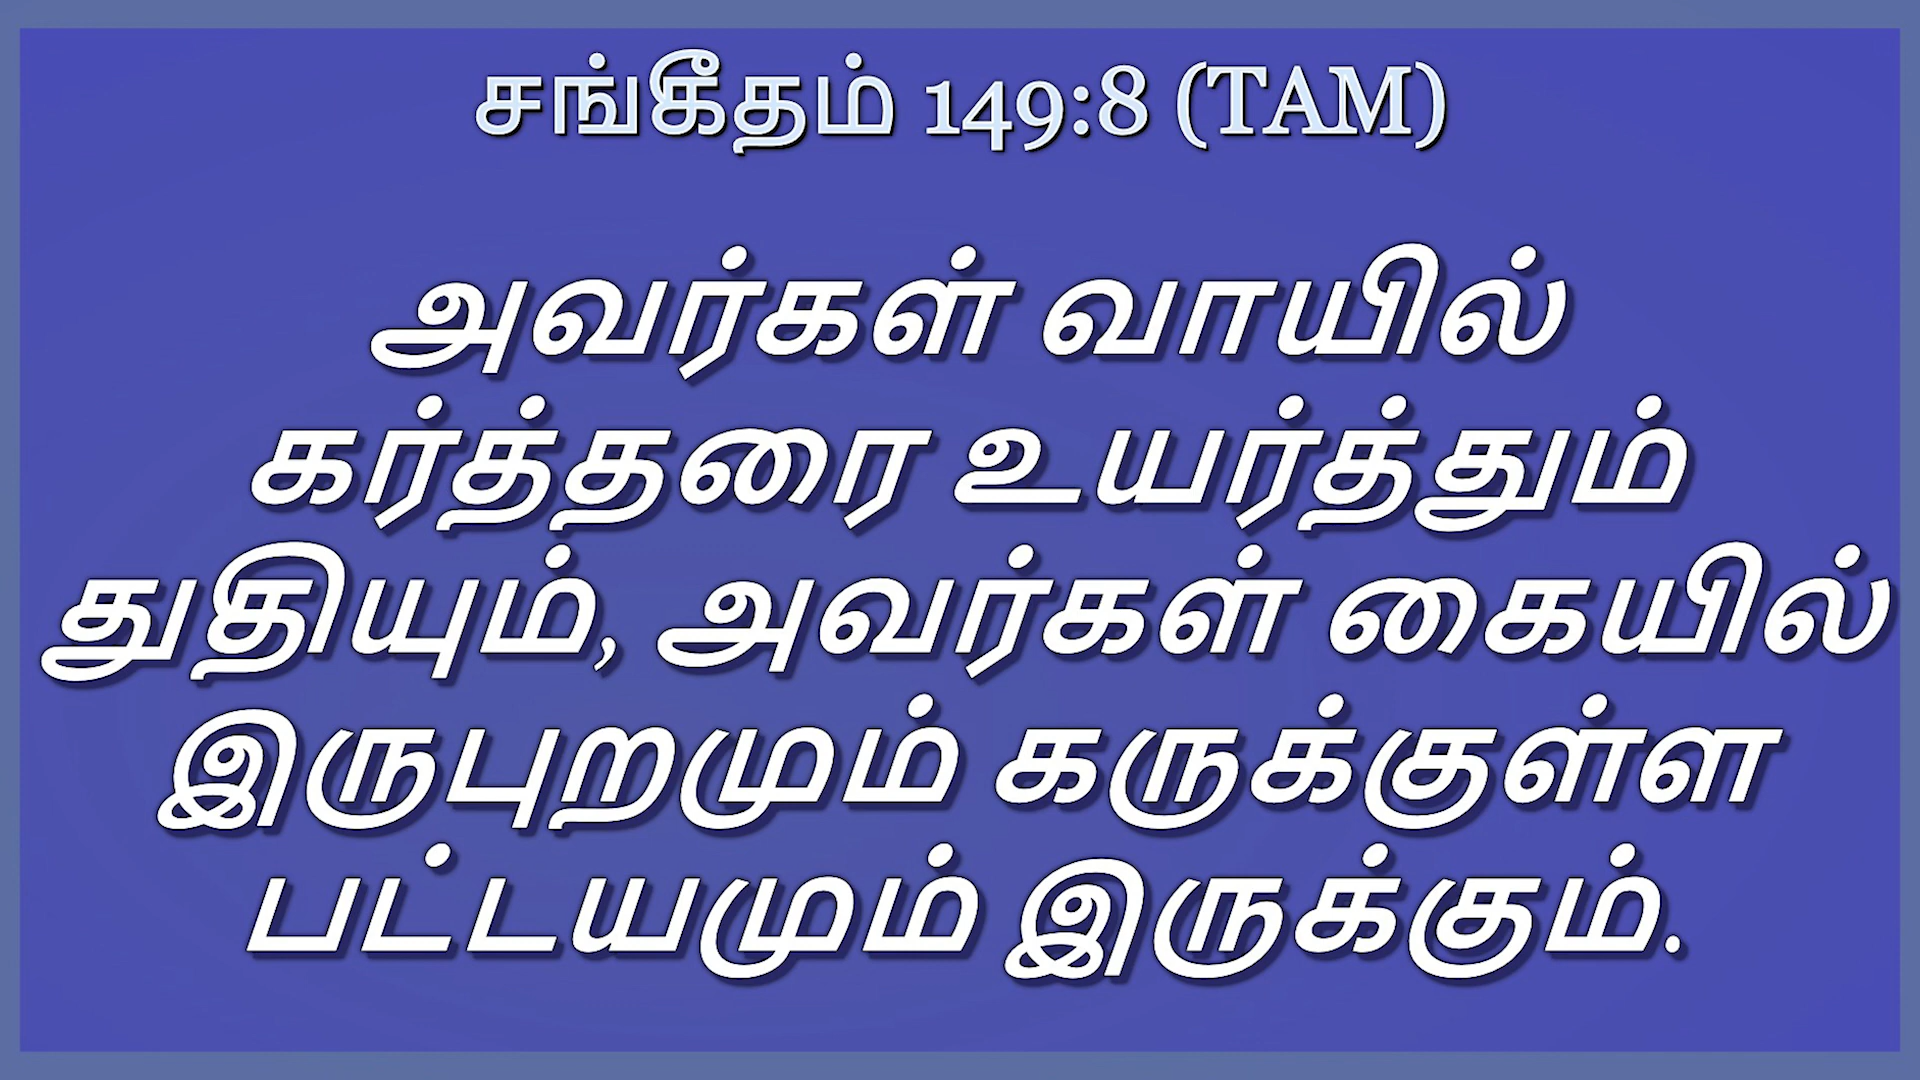 சங்கீதம் 149:8 (TAM)
அவர்கள் வாயில்
கர்த்தரை உயர்த்தும்
துதியும், அவர்கள் கையில்
இருபுறமும் கருக்குள்ள
பட்டயமும் இருக்கும்.